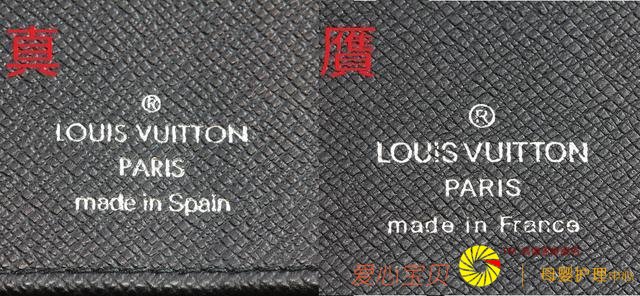 真
®
LOUIS VUITTON
PARIS
made in Spain
贋
®
LOUIS VUITTON
PARIS
made in France
爱心宝贝
母婴护理中心